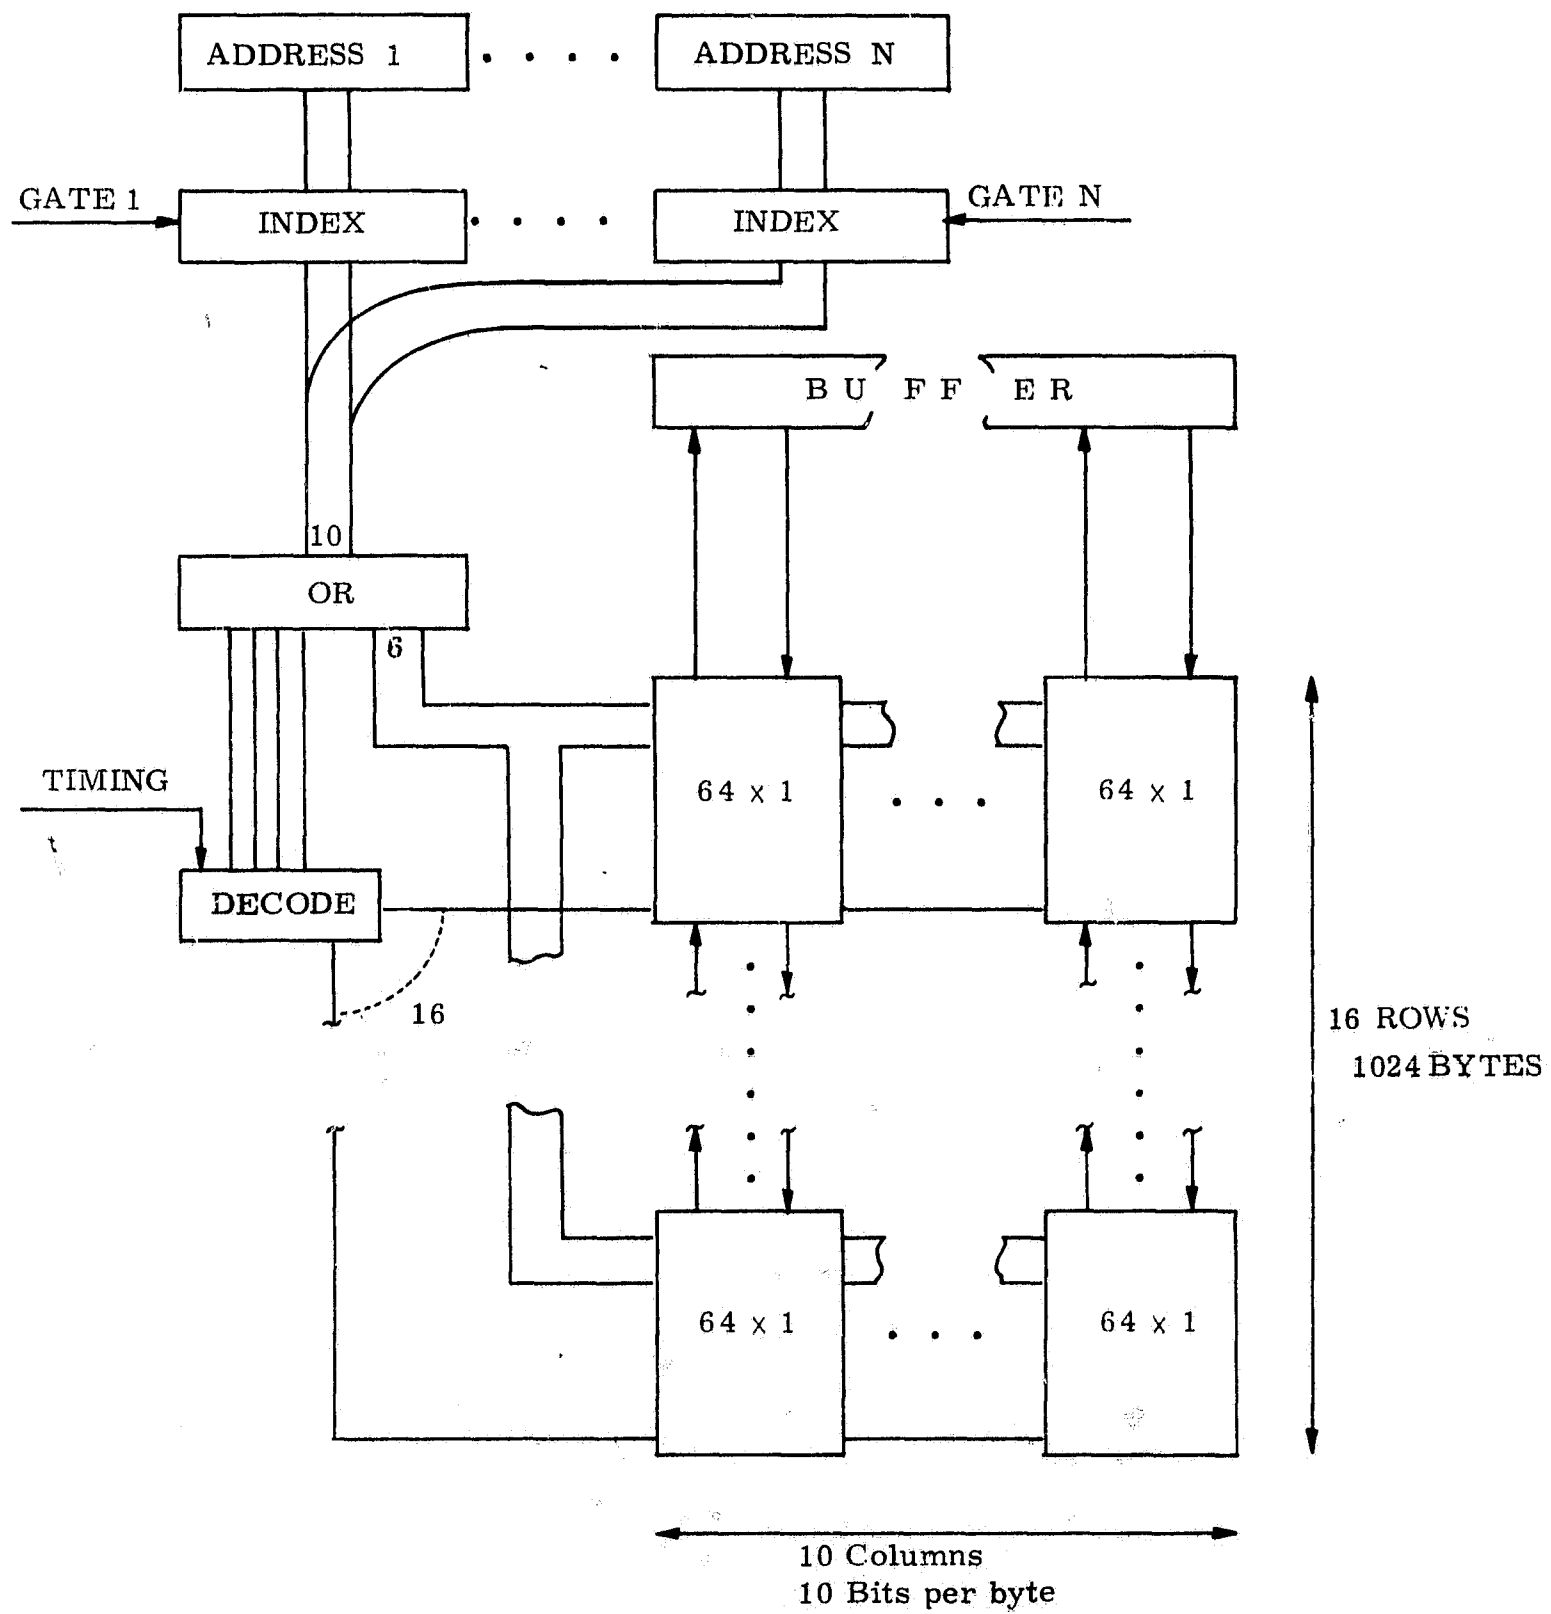 ADDRESS 1
ADDRESS N
GATE 1
INDEX
INDEX
GATE N
BUFFER
10
OR
6
TIMING
64 x 1
64 x 1
DECODE
16
16 ROWS
1024 BYTES
64 x 1
64 x 1
10 Columns
10 Bits per byte